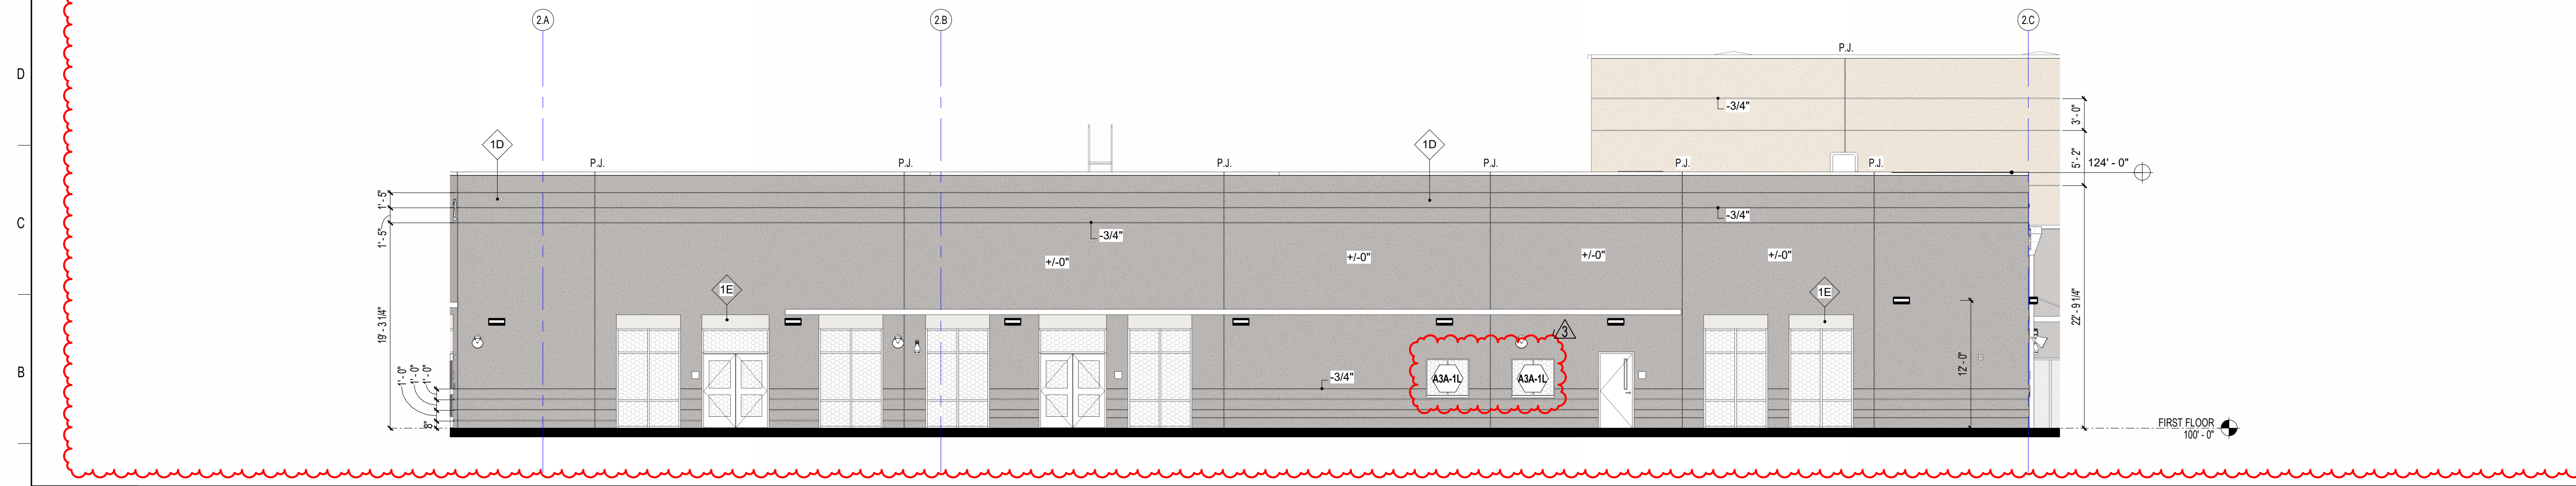 2.A
2.B
2.C
D
P.J.
-3/4"
3' - 0"
1D
1D
5' - 2"
P.J.
P.J.
P.J.
P.J.
P.J.
P.J.
124' - 0"
1' - 5"
C
-3/4"
1' - 5"
-3/4"
+/-0"
+/-0"
+/-0"
+/-0"
1E
1E
19' - 3 1/4"
22' - 9 1/4"
3
12' - 0"
B
1' - 0"
1' - 0"
1' - 0"
-3/4"
A3A-1L
A3A-1L
8"
FIRST FLOOR
100' - 0"